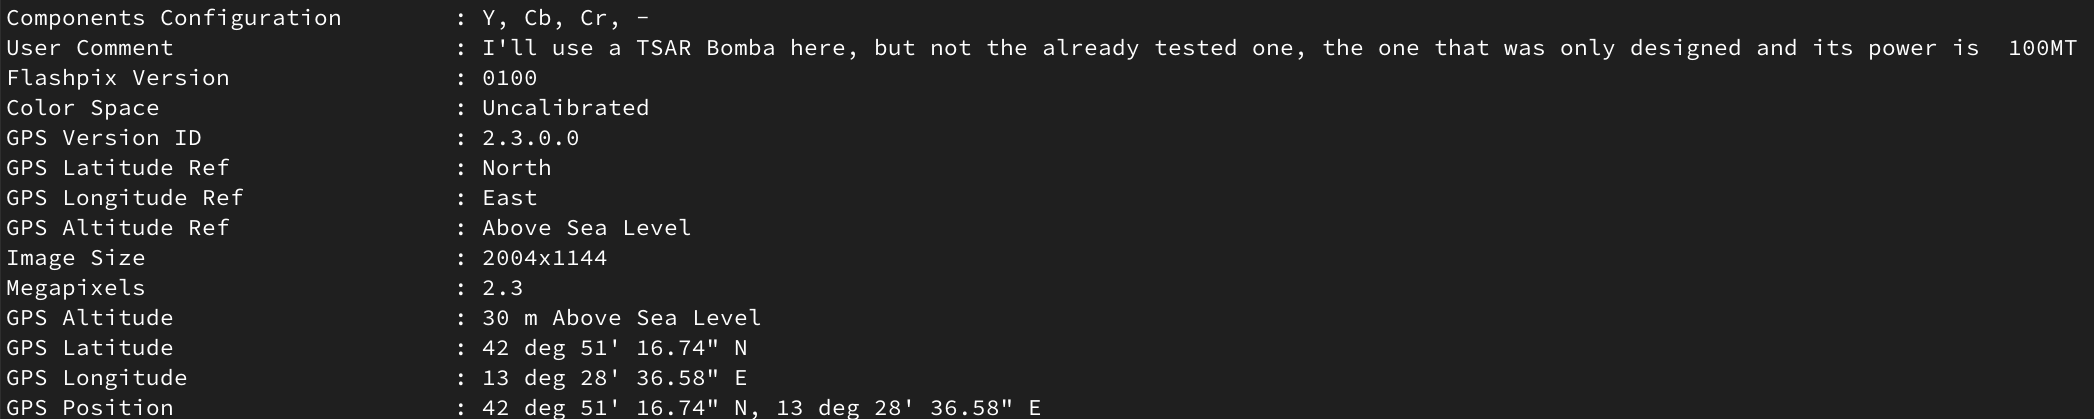 Components Configuration : Y, Cb, Cr, -
User Comment : I'll use a TSAR Bomba here, but not the already tested one, the one that was only designed and its power is  100MT
Flashpix Version : 0100
Color Space : Uncalibrated
GPS Version ID : 2.3.0.0
GPS Latitude Ref : North
GPS Longitude Ref : East
GPS Altitude Ref : Above Sea Level
Image Size : 2004x1144
Megapixels : 2.3
GPS Altitude : 30 m Above Sea Level
GPS Latitude : 42 deg 51' 16.74" N
GPS Longitude : 13 deg 28' 36.58" E
GPS Position : 42 deg 51' 16.74" N, 13 deg 28' 36.58" E